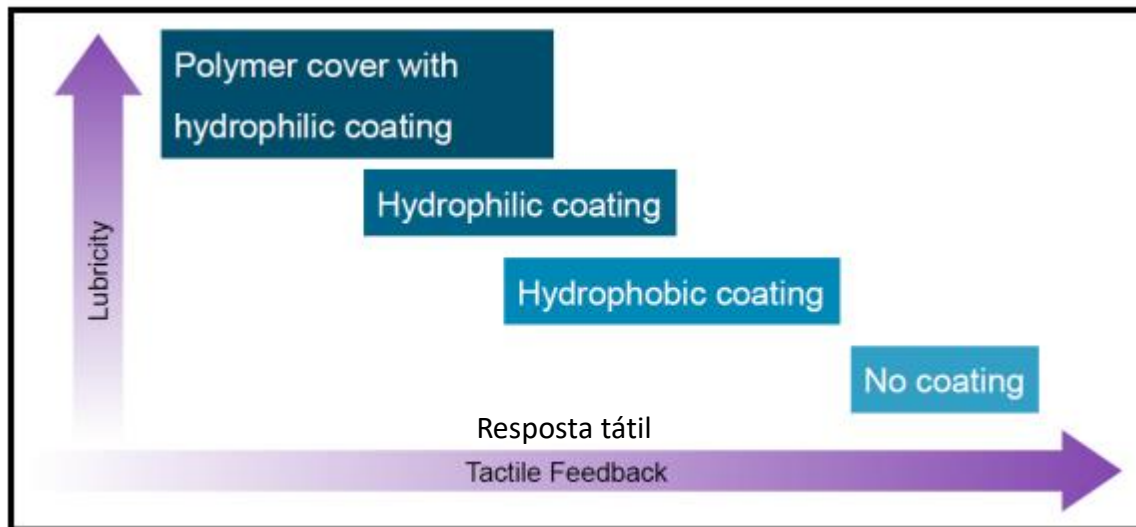 Polymer cover with
hydrophilic coating
Hydrophilic coating
Lubricity
Hydrophobic coating
No coating
Resposta tátil
Tactile Feedback